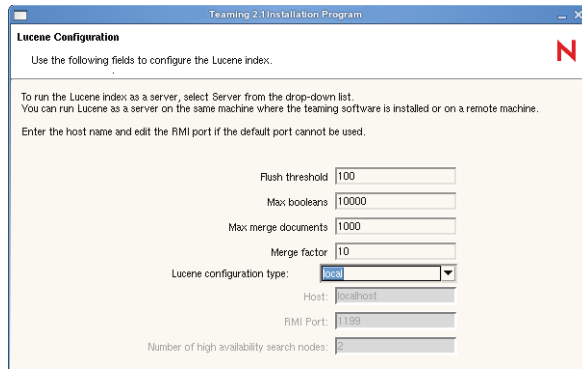 Teaming 2.1 Installation Program
Lucene Configuration
Use the following fields to configure the Lucene index.
N
To run the Lucene index as a server, select Server from the drop-down list.
You can run Lucene as a server on the same machine where the teaming software is installed or on a remote machine.
Enter the host name and edit the RMI port if the default port cannot be used.
Flush threshold 100
Max booleans 10000
Max merge documents 1000
Merge factor 10
Lucene configuration type: local
Host: localhost
RMI Port: 1199
Number of high availability search nodes: 2